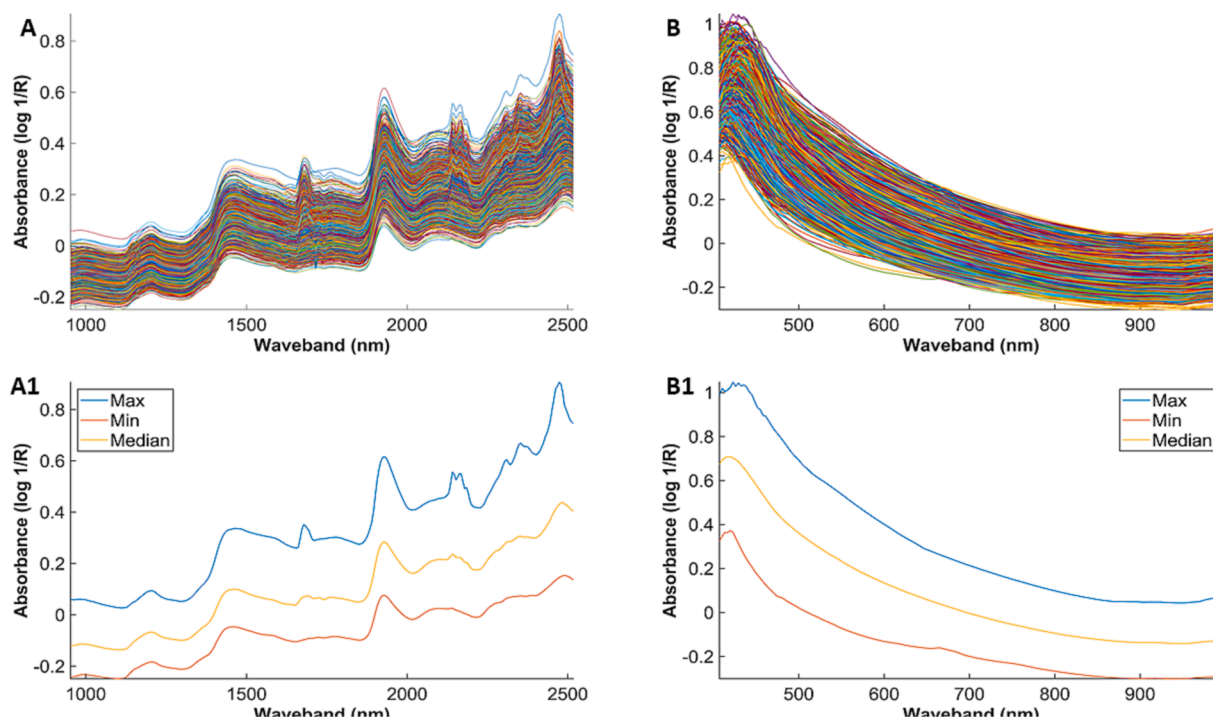 A
Absorbance (log 1/R)
0.8
0.6
0.4
0.2
0
-0.2
1000 1500 2000 2500
Waveband (nm)
B
Absorbance (log 1/R)
1
0.8
0.6
0.4
0.2
0
-0.2
500 600 700 800 900
Waveband (nm)
A1
Max
Min
Median
Absorbance (log 1/R)
0.8
0.6
0.4
0.2
0
-0.2
1000 1500 2000 2500
Waveband (nm)
B1
Max
Min
Median
Absorbance (log 1/R)
1
0.8
0.6
0.4
0.2
0
-0.2
500 600 700 800 900
Waveband (nm)